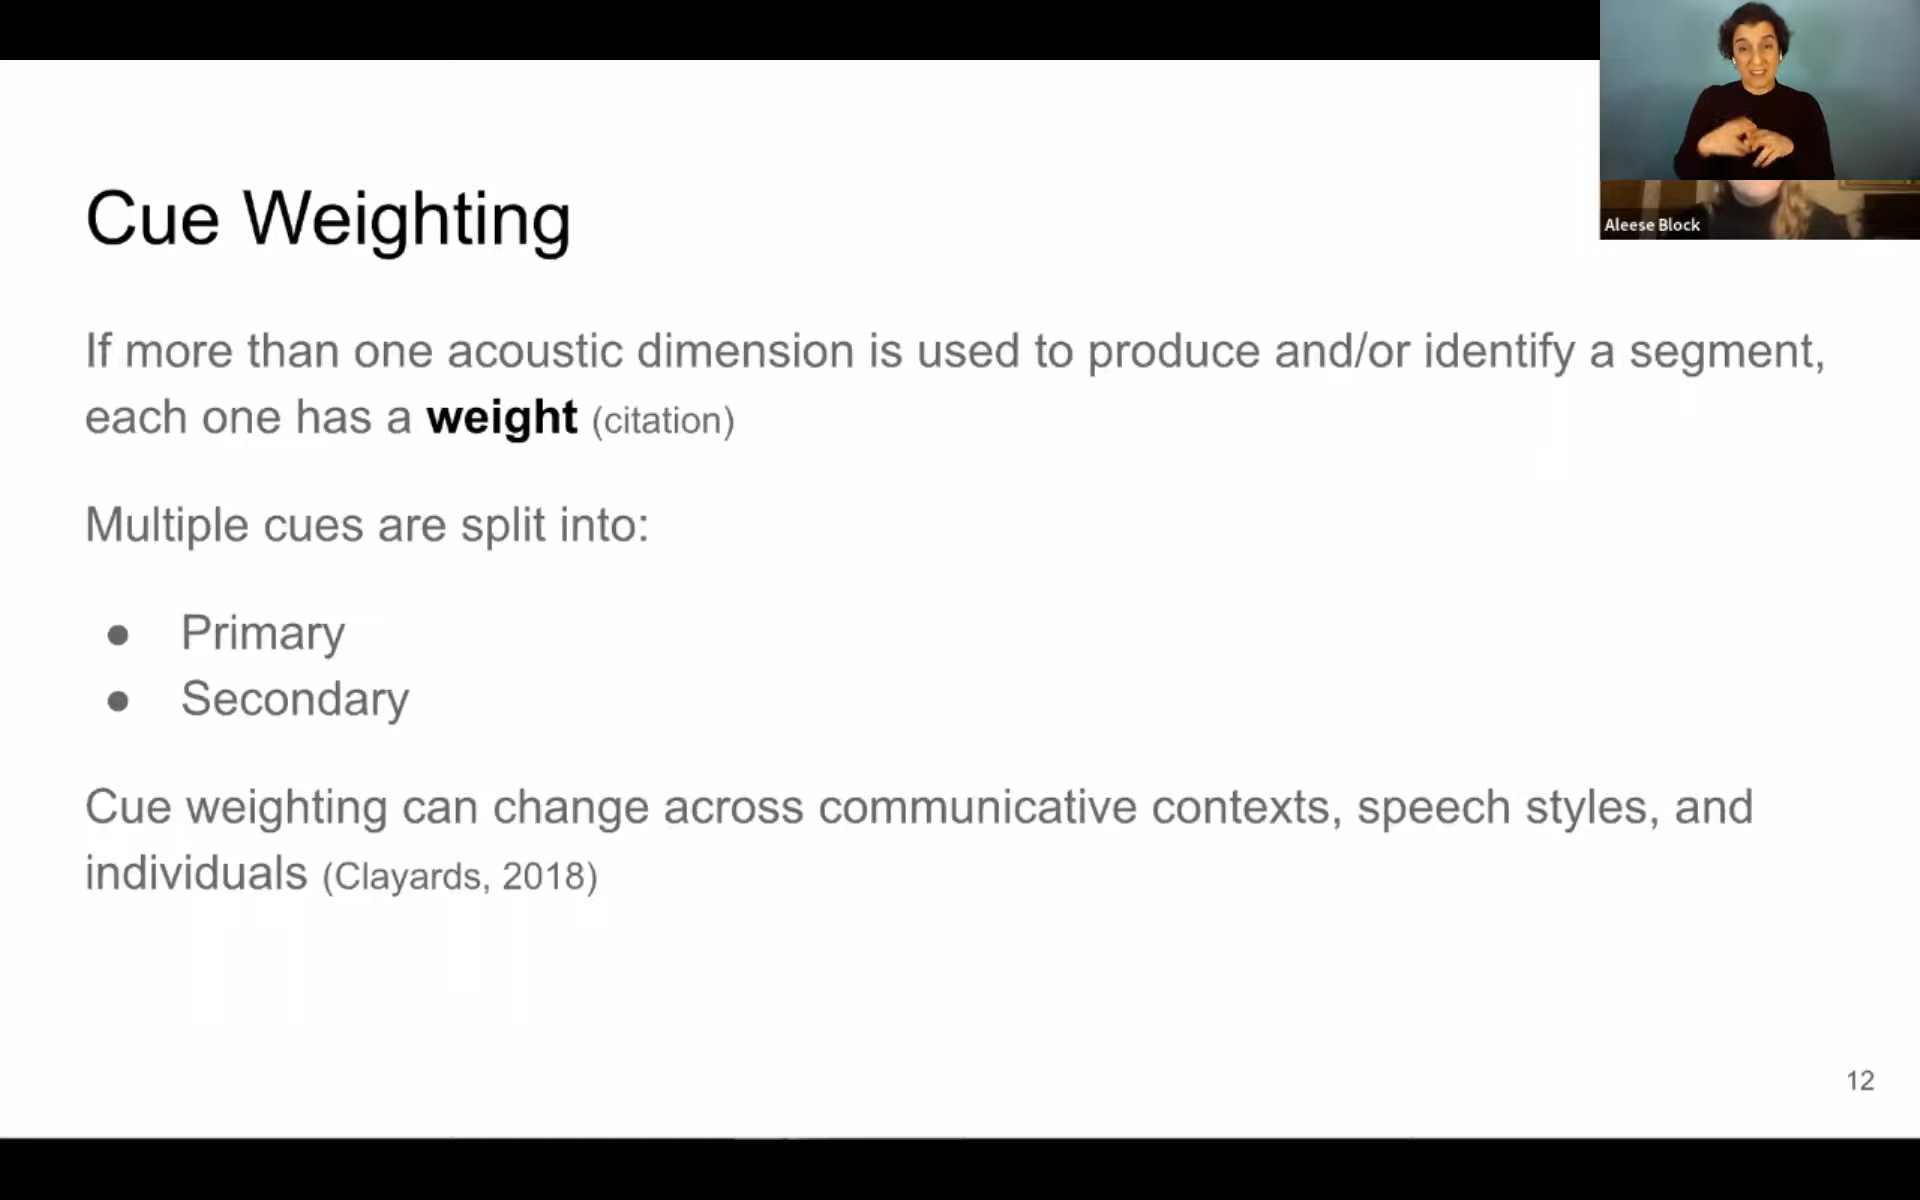 Aleese Block
Cue Weighting
If more than one acoustic dimension is used to produce and/or identify a segment,
each one has a weight (citation)
Multiple cues are split into:
● Primary
● Secondary
Cue weighting can change across communicative contexts, speech styles, and
individuals (Clayards, 2018)
12